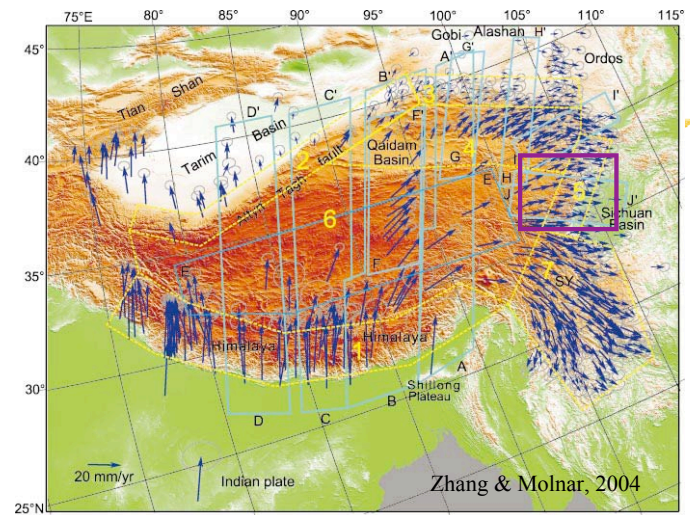 75° 80° 85° 90° 95° 100° 105° 110° 115°
45°N
40°
35°
30°
25°N
Gobi Alashan H'
G'
A'
Ordos
B'
C'
D'
I'
Tian Shan
Tarim Basin
Altyn Tagh fault
Qaidam Basin
F'
G
I
E'
H
J
J'
Sichuan Basin
2
3
4
5
6
7
1
E
F
SY
Himalaya Himalaya
A
Shillong Plateau
B
C
D
20 mm/yr
Indian plate
Zhang & Molnar, 2004